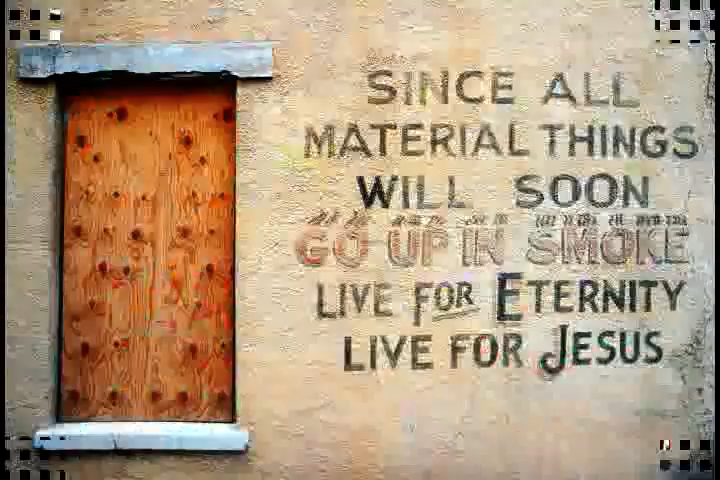 SINCE ALL
MATERIAL THINGS
WILL SOON
GO UP IN SMOKE
LIVE FOR ETERNITY
LIVE FOR JESUS